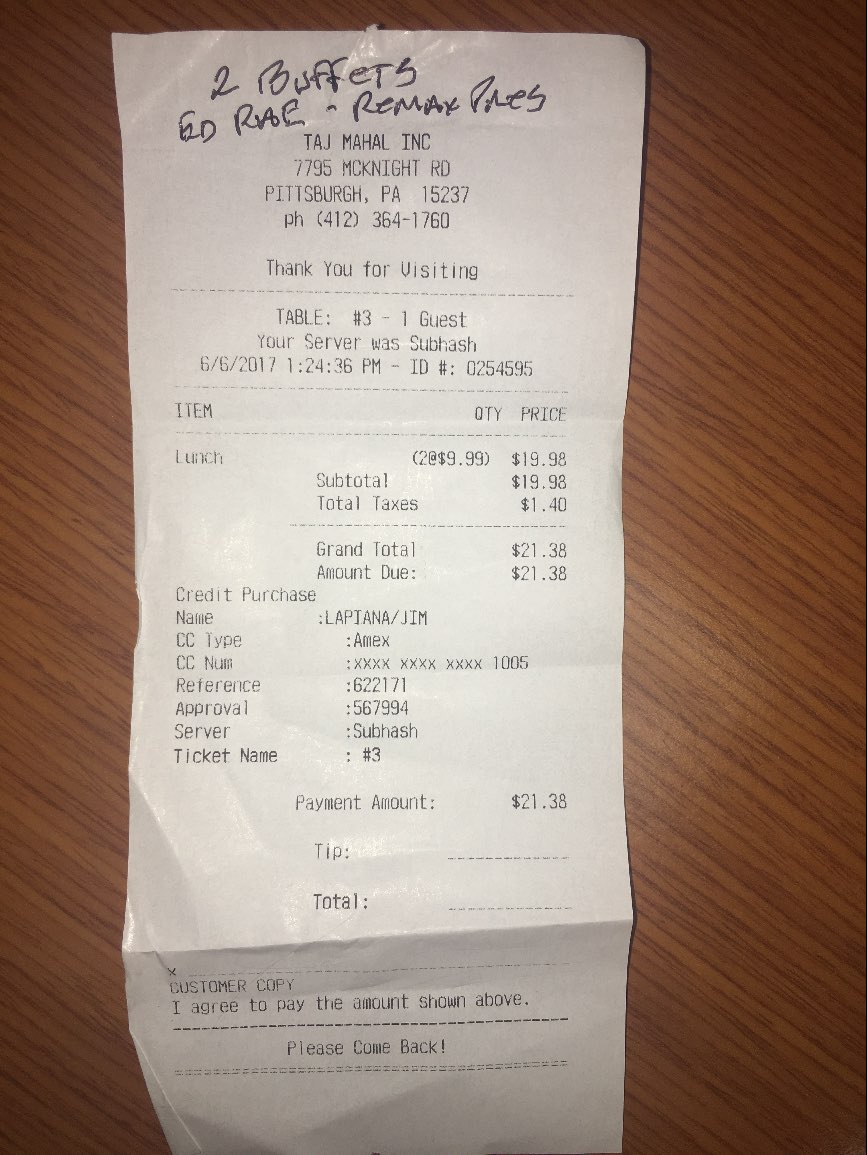 2 Buffets
ED RAE - REMAX
TAJ MAHAL INC
7795 MCKNIGHT RD
PITTSBURGH, PA 15237
ph (412) 364-1760
Thank You for Visiting
TABLE: #3 - 1 Guest
Your Server was Subhash
6/6/2017 1:24:36 PM - ID #: 0254595
ITEM QTY PRICE
Lunch (2@$9.99) $19.98
Subtotal $19.98
Total Taxes $1.40
Grand Total $21.38
Amount Due: $21.38
Credit Purchase
Name :LAPIANA/JIM
CC Type :Amex
CC Num :xxxx xxxx xxxx 1005
Reference :622171
Approval :567994
Server :Subhash
Ticket Name : #3
Payment Amount: $21.38
Tip:
Total:
x
CUSTOMER COPY
I agree to pay the amount shown above.
Please Come Back!